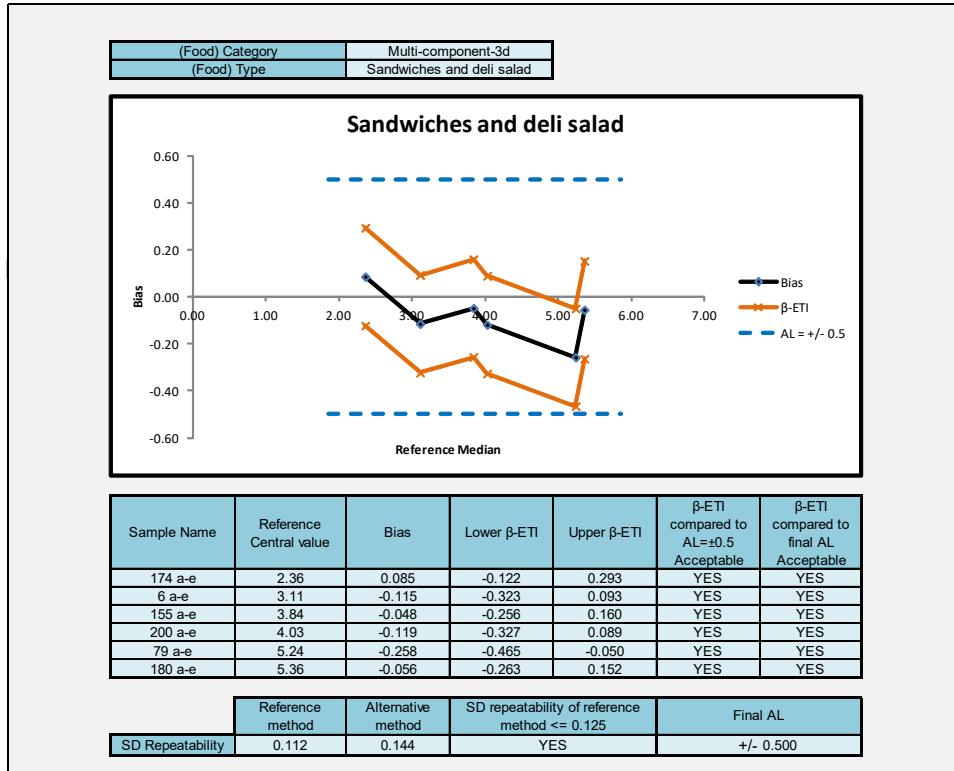 (Food) Category Multi-component-3d
(Food) Type Sandwiches and deli salad
Sandwiches and deli salad
0.60
0.40
0.20
0.00
-0.20
-0.40
-0.60
Bias
0.00 1.00 2.00 3.00 4.00 5.00 6.00 7.00
Reference Median
Bias
β-ETI
AL = +/- 0.5
Sample Name Reference Central value Bias Lower β-ETI Upper β-ETI β-ETI compared to AL=±0.5 Acceptable β-ETI compared to final AL Acceptable
174 a-e 2.36 0.085 -0.122 0.293 YES YES
6 a-e 3.11 -0.115 -0.323 0.093 YES YES
155 a-e 3.84 -0.048 -0.256 0.160 YES YES
200 a-e 4.03 -0.119 -0.327 0.089 YES YES
79 a-e 5.24 -0.258 -0.465 -0.050 YES YES
180 a-e 5.36 -0.056 -0.263 0.152 YES YES
Reference method Alternative method SD repeatability of reference method <= 0.125 Final AL
SD Repeatability 0.112 0.144 YES +/- 0.500